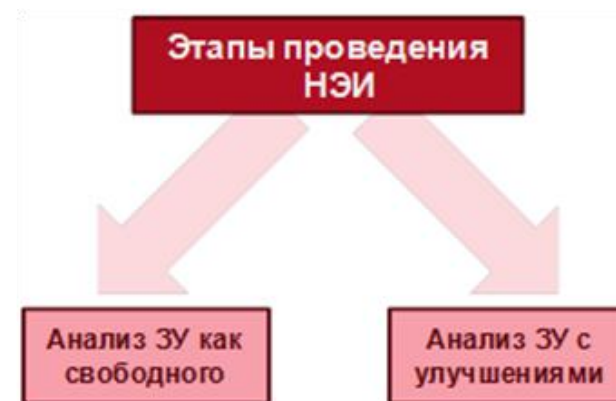 Этапы проведения
НЭИ
Анализ ЗУ как
свободного
Анализ ЗУ с
улучшениями